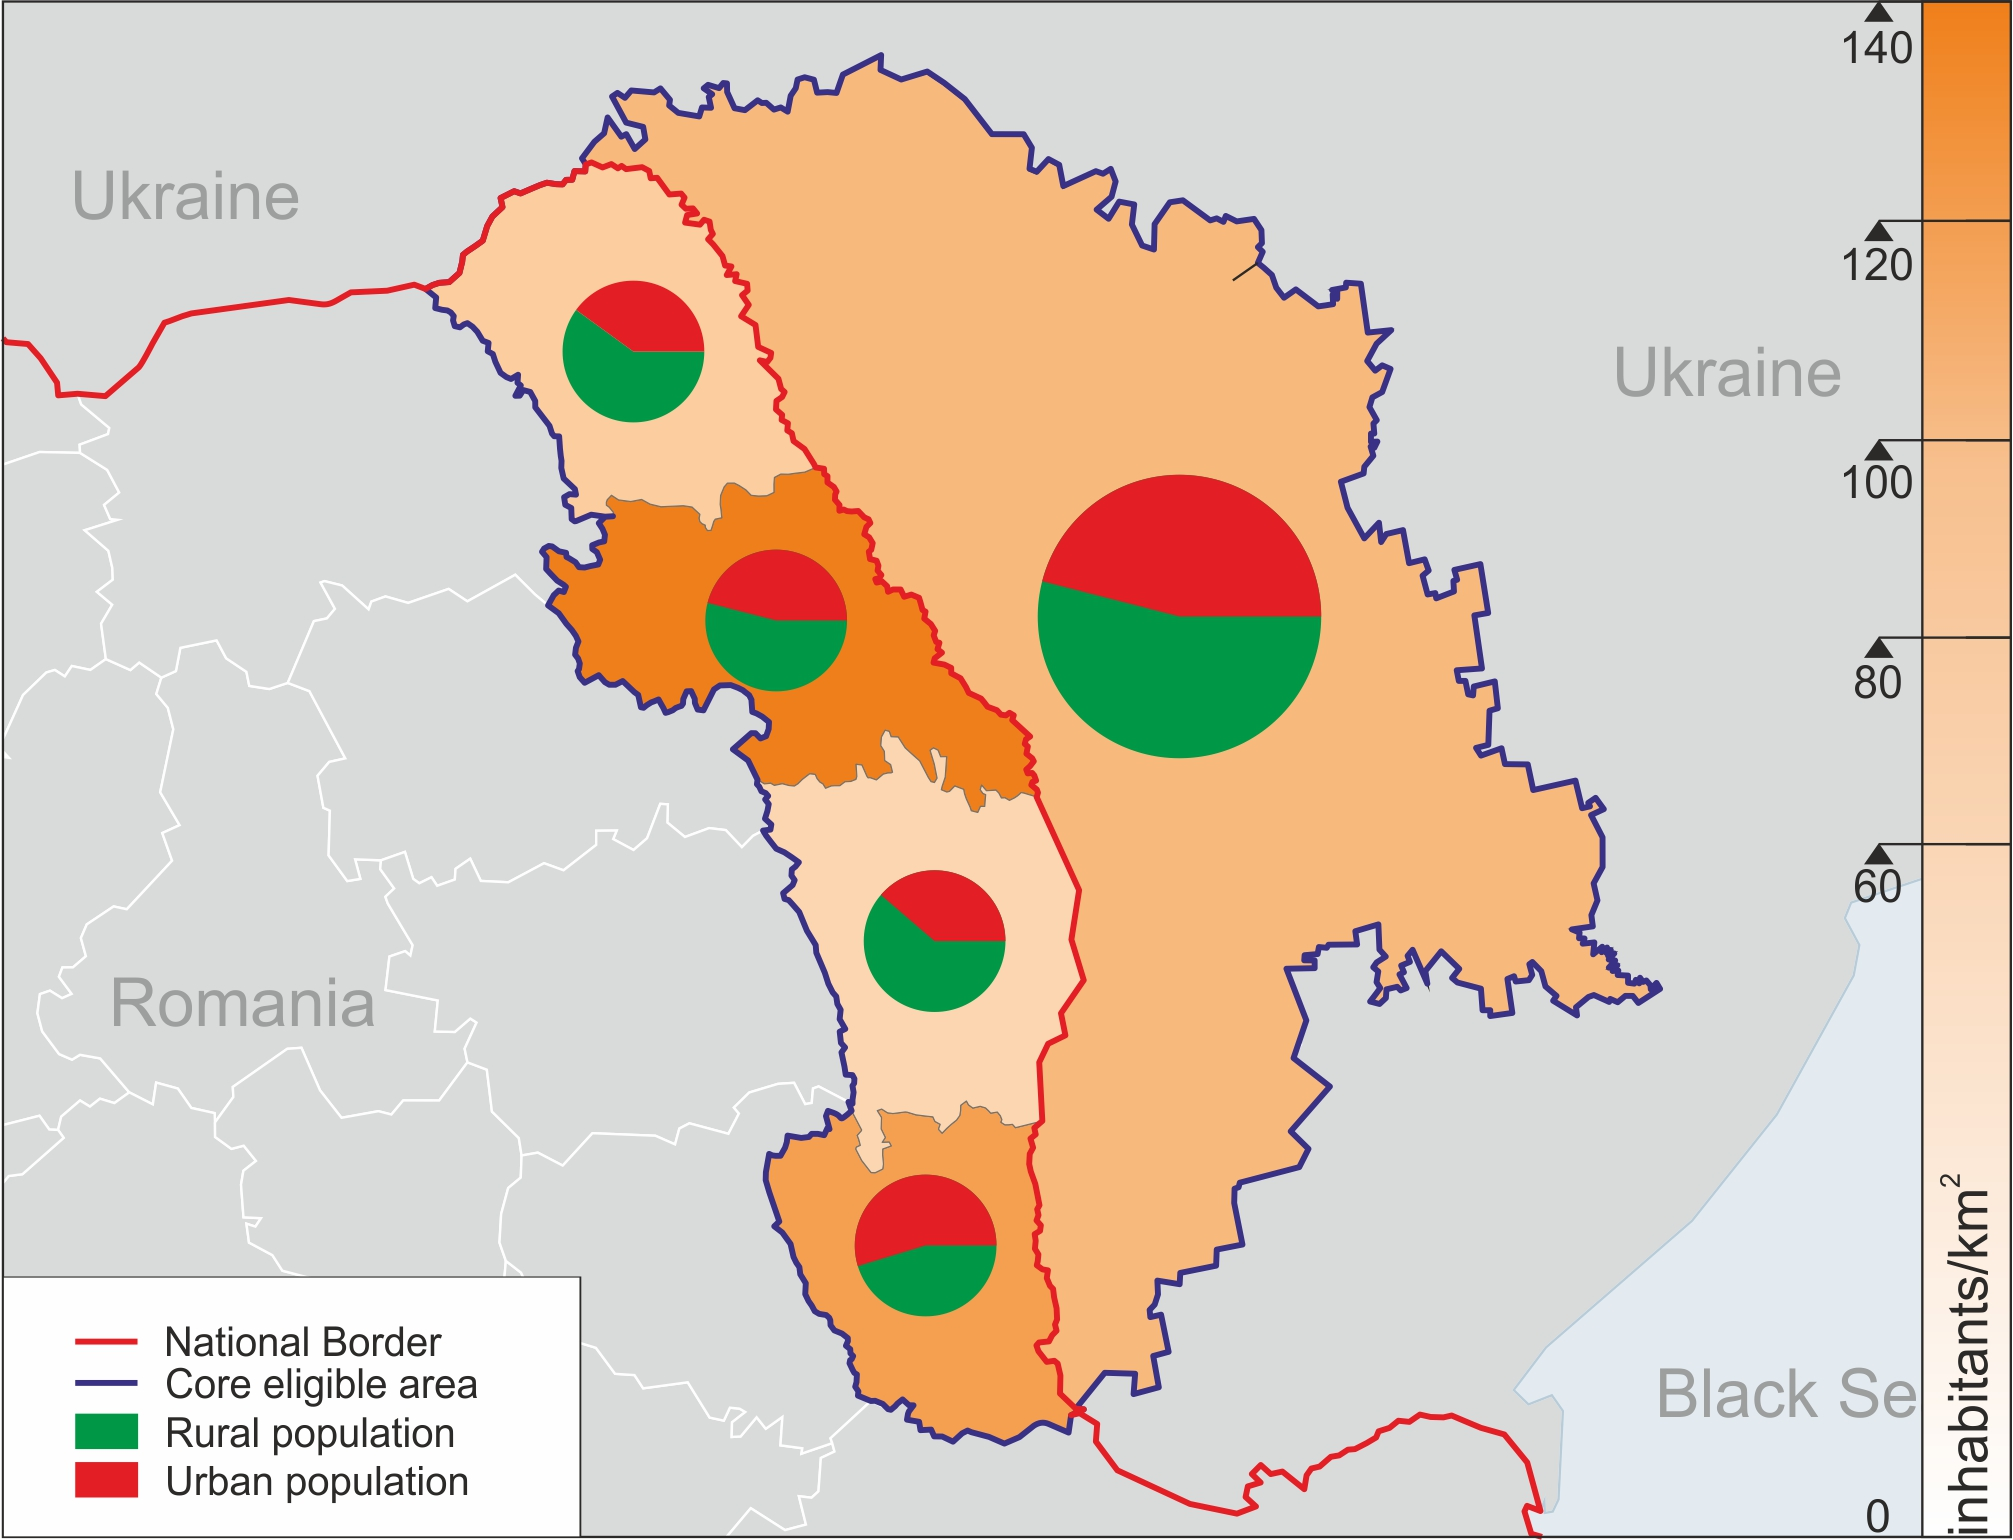 140
Ukraine
120
Ukraine
100
80
60
Romania
inhabitants/km²
National Border
Core eligible area
Rural population
Urban population
Black Se
0